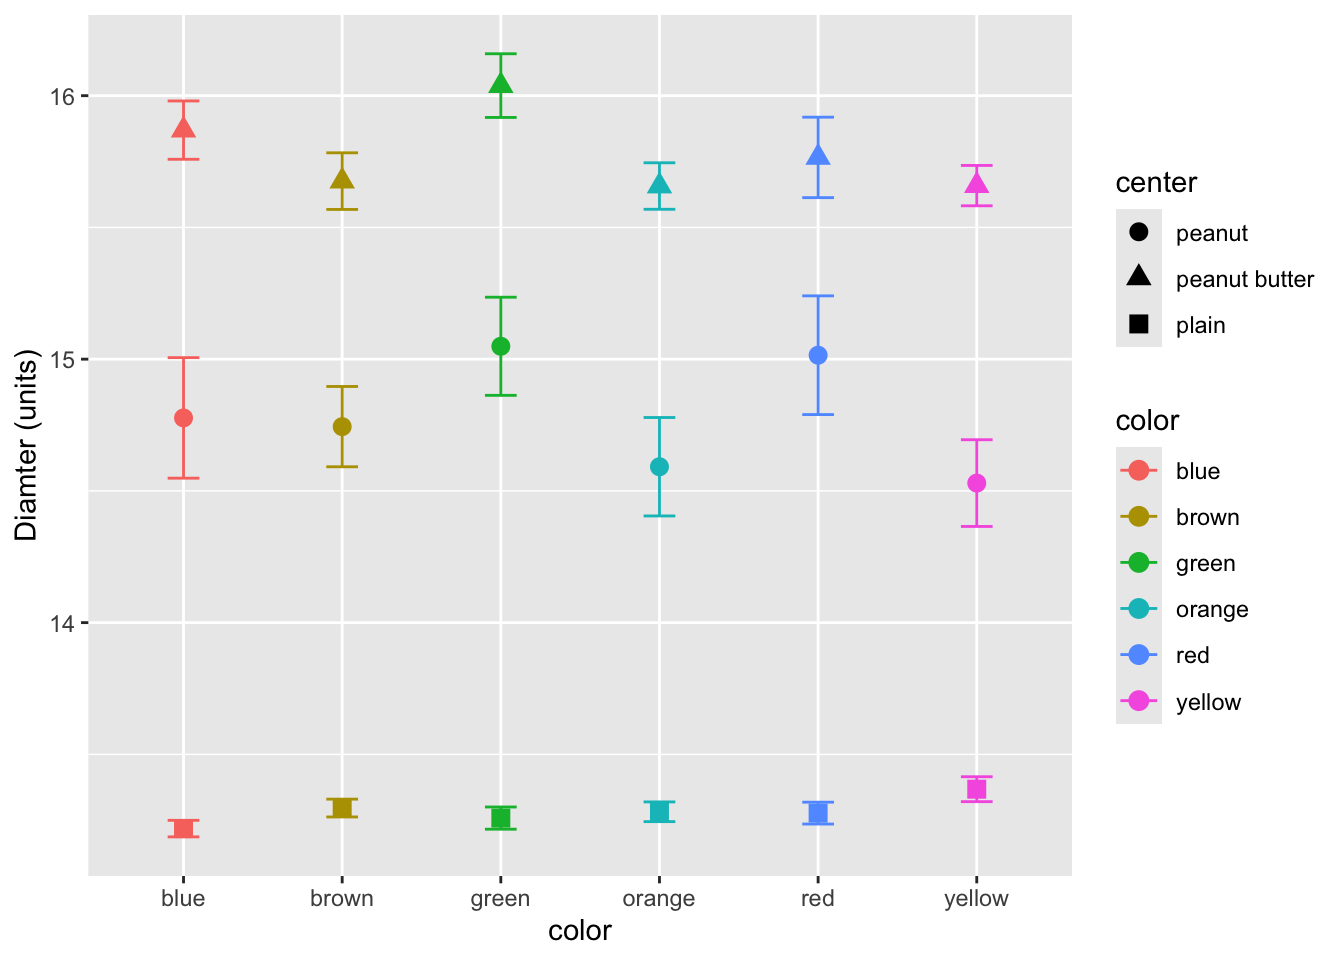 16
15
14
Diamter (units)
blue
brown
green
orange
red
yellow
color
center
peanut
peanut butter
plain
color
blue
brown
green
orange
red
yellow